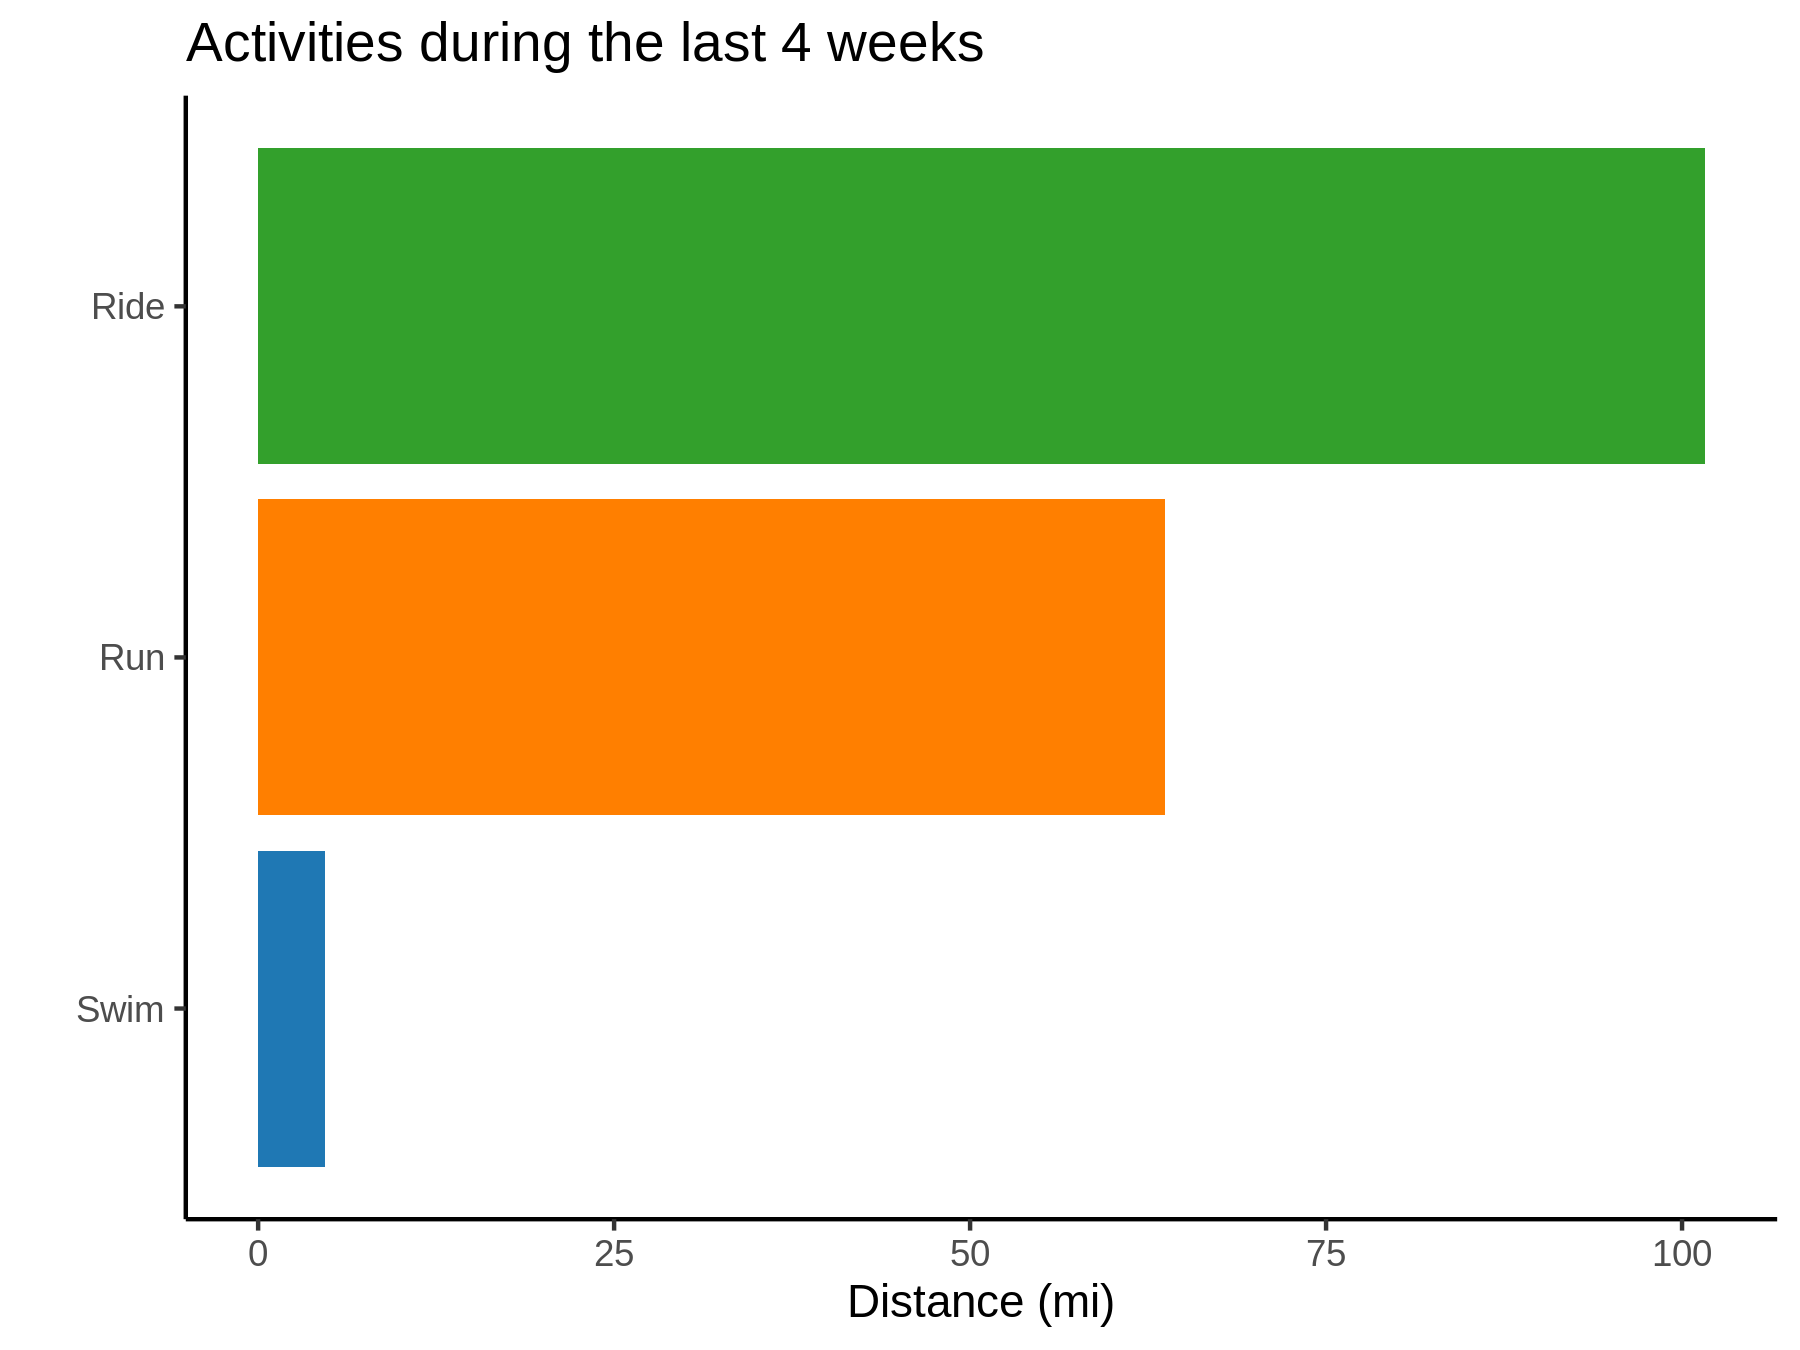 Activities during the last 4 weeks
Ride
Run
Swim
0 25 50 75 100
Distance (mi)